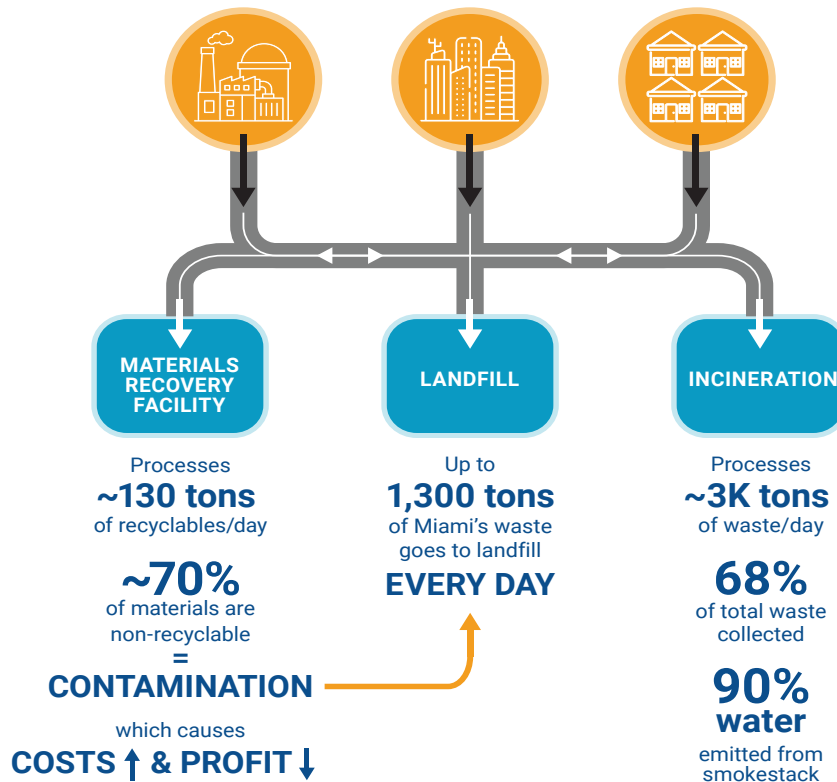 MATERIALS
RECOVERY
FACILITY
Processes
~130 tons
of recyclables/day
~70%
of materials are
non-recyclable
=
CONTAMINATION
which causes
COSTS ↑ & PROFIT ↓
LANDFILL
Up to
1,300 tons
of Miami's waste
goes to landfill
EVERY DAY
INCINERATION
Processes
~3K tons
of waste/day
68%
of total waste
collected
90%
water
emitted from
smokestack